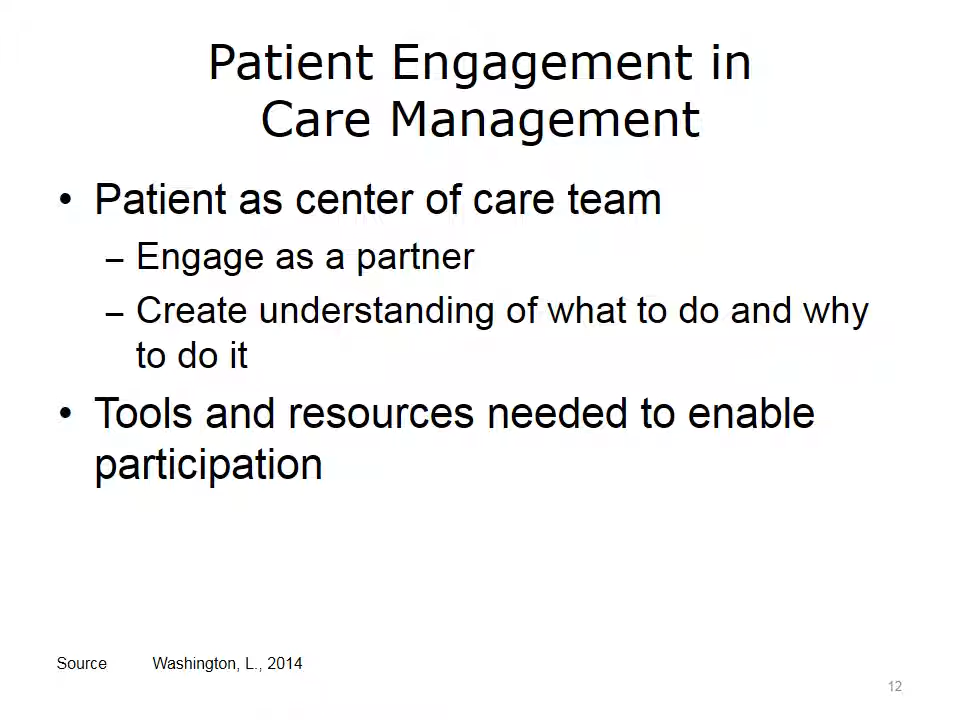 Patient Engagement in
Care Management
• Patient as center of care team
– Engage as a partner
– Create understanding of what to do and why
to do it
• Tools and resources needed to enable
participation
Source Washington, L., 2014
12